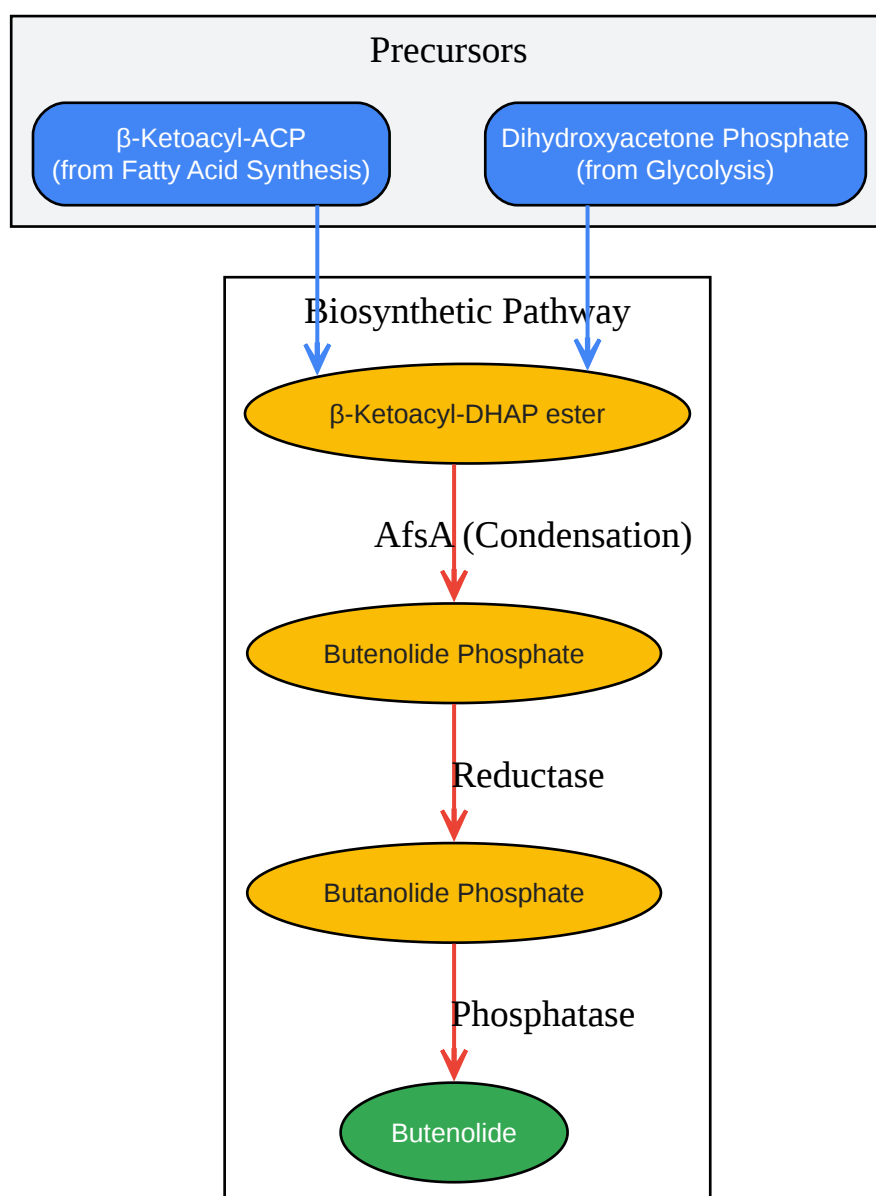 Precursors
β-Ketoacyl-ACP
(from Fatty Acid Synthesis)
Dihydroxyacetone Phosphate
(from Glycolysis)
Biosynthetic Pathway
β-Ketoacyl-DHAP ester
AfsA (Condensation)
Butenolide Phosphate
Reductase
Butanolide Phosphate
Phosphatase
Butenolide